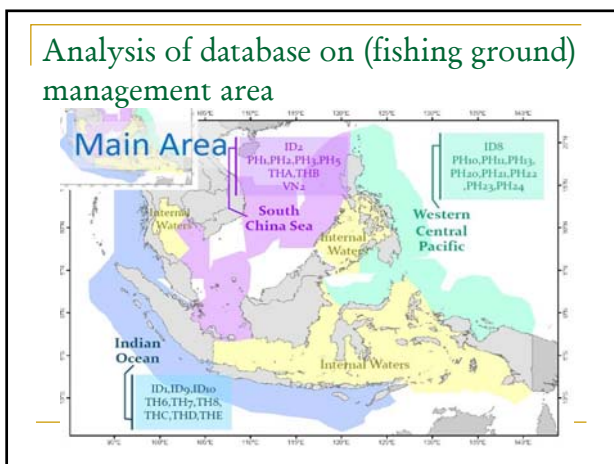 Analysis of database on (fishing ground)
management area
Main Area
ID2
PH1,PH2,PH3,PH5
THA,THB
VN2
South
China Sea
ID8
PH10,PH11,PH13,
PH20,PH21,PH22
,PH23,PH24
Western
Central
Pacific
Internal
Waters
Internal
Waters
Internal Waters
Indian
Ocean
ID1,ID9,ID10
TH6,TH7,TH8,
THC,THD,THE